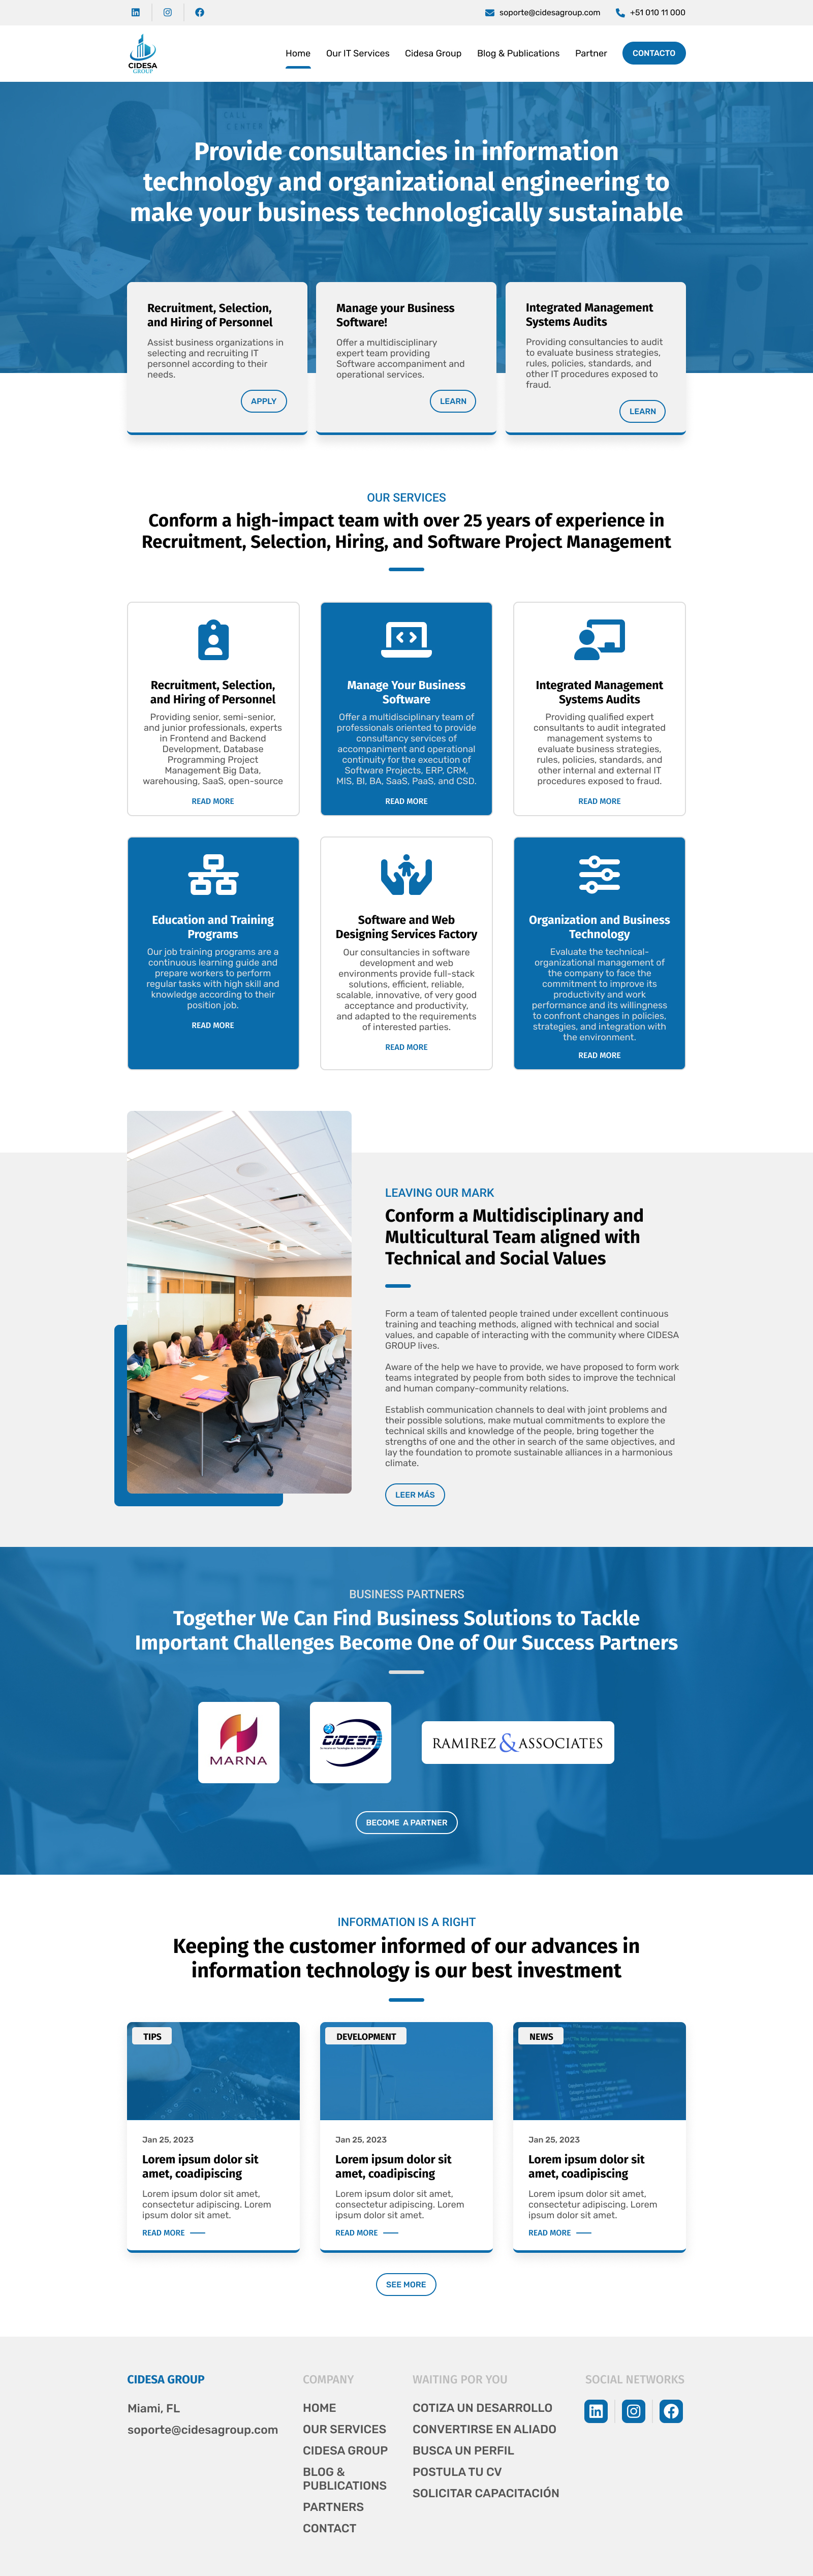 soporte@cidesagroup.com
+51 010 11 000
CIDESA
GROUP
Home
Our IT Services
Cidesa Group
Blog & Publications
Partner
CONTACTO
CALL
CENTER
Provide consultancies in information
technology and organizational engineering to
make your business technologically sustainable
Recruitment, Selection,
and Hiring of Personnel
Assist business organizations in
selecting and recruiting IT
personnel according to their
needs.
APPLY
Manage your Business
Software!
Offer a multidisciplinary
expert team providing
Software accompaniment and
operational services.
LEARN
Integrated Management
Systems Audits
Providing consultancies to audit
to evaluate business strategies,
rules, policies, standards, and
other IT procedures exposed to
fraud.
LEARN
OUR SERVICES
Conform a high-impact team with over 25 years of experience in
Recruitment, Selection, Hiring, and Software Project Management
Recruitment, Selection,
and Hiring of Personnel
Providing senior, semi-senior,
and junior professionals, experts
in Frontend and Backend
Development, Database
Programming Project
Management Big Data,
warehousing, SaaS, open-source
READ MORE
Manage Your Business
Software
Offer a multidisciplinary team of
professionals oriented to provide
consultancy services of
accompaniment and operational
continuity for the execution of
Software Projects, ERP, CRM,
MIS, BI, BA, SaaS, PaaS, and CSD.
READ MORE
Integrated Management
Systems Audits
Providing qualified expert
consultants to audit integrated
management systems to
evaluate business strategies,
rules, policies, standards, and
other internal and external IT
procedures exposed to fraud.
READ MORE
Education and Training
Programs
Our job training programs are a
continuous learning guide and
prepare workers to perform
regular tasks with high skill and
knowledge according to their
position job.
READ MORE
Software and Web
Designing Services Factory
Our consultancies in software
development and web
environments provide full-stack
solutions, efficient, reliable,
scalable, innovative, of very good
acceptance and productivity,
and adapted to the requirements
of interested parties.
READ MORE
Organization and Business
Technology
Evaluate the technical-
organizational management of
the company to face the
commitment to improve its
productivity and work
performance and its willingness
to confront changes in policies,
strategies, and integration with
the environment.
READ MORE
LEAVING OUR MARK
Conform a Multidisciplinary and
Multicultural Team aligned with
Technical and Social Values
Form a team of talented people trained under excellent continuous
training and teaching methods, aligned with technical and social
values, and capable of interacting with the community where CIDESA
GROUP lives.
Aware of the help we have to provide, we have proposed to form work
teams integrated by people from both sides to improve the technical
and human company-community relations.
Establish communication channels to deal with joint problems and
their possible solutions, make mutual commitments to explore the
technical skills and knowledge of the people, bring together the
strengths of one and the other in search of the same objectives, and
lay the foundation to promote sustainable alliances in a harmonious
climate.
LEER MÁS
BUSINESS PARTNERS
Together We Can Find Business Solutions to Tackle
Important Challenges Become One of Our Success Partners
MARNA
CIDESA
RAMIREZ & ASSOCIATES
BECOME A PARTNER
INFORMATION IS A RIGHT
Keeping the customer informed of our advances in
information technology is our best investment
TIPS
Jan 25, 2023
Lorem ipsum dolor sit
amet, coadipiscing
Lorem ipsum dolor sit amet,
consectetur adipiscing. Lorem
ipsum dolor sit amet.
READ MORE
DEVELOPMENT
Jan 25, 2023
Lorem ipsum dolor sit
amet, coadipiscing
Lorem ipsum dolor sit amet,
consectetur adipiscing. Lorem
ipsum dolor sit amet.
READ MORE
NEWS
Jan 25, 2023
Lorem ipsum dolor sit
amet, coadipiscing
Lorem ipsum dolor sit amet,
consectetur adipiscing. Lorem
ipsum dolor sit amet.
READ MORE
SEE MORE
CIDESA GROUP
Miami, FL
soporte@cidesagroup.com
COMPANY
HOME
OUR SERVICES
CIDESA GROUP
BLOG &
PUBLICATIONS
PARTNERS
CONTACT
WAITING POR YOU
COTIZA UN DESARROLLO
CONVERTIRSE EN ALIADO
BUSCA UN PERFIL
POSTULA TU CV
SOLICITAR CAPACITACIÓN
SOCIAL NETWORKS